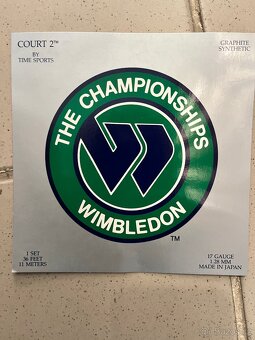 COURT 2™
BY
TIME SPORTS
GRAPHITE
SYNTHETIC
THE CHAMPIONSHIPS
WIMBLEDON
TM
1 SET
36 FEET
11 METERS
17 GAUGE
1.28 MM
MADE IN JAPAN